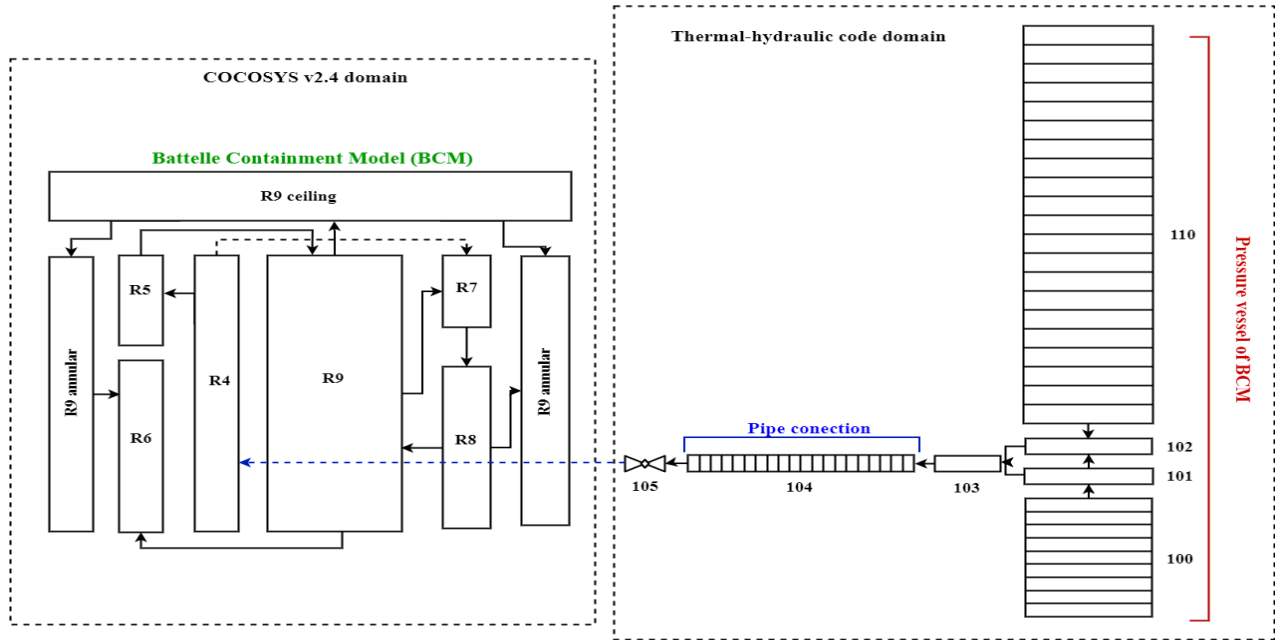 COCOSYS v2.4 domain
Battelle Containment Model (BCM)
R9 ceiling
R9 annular
R5
R6
R4
R9
R7
R8
R9 annular
Thermal-hydraulic code domain
110
Pressure vessel of BCM
Pipe conection
102
101
105
104
103
100